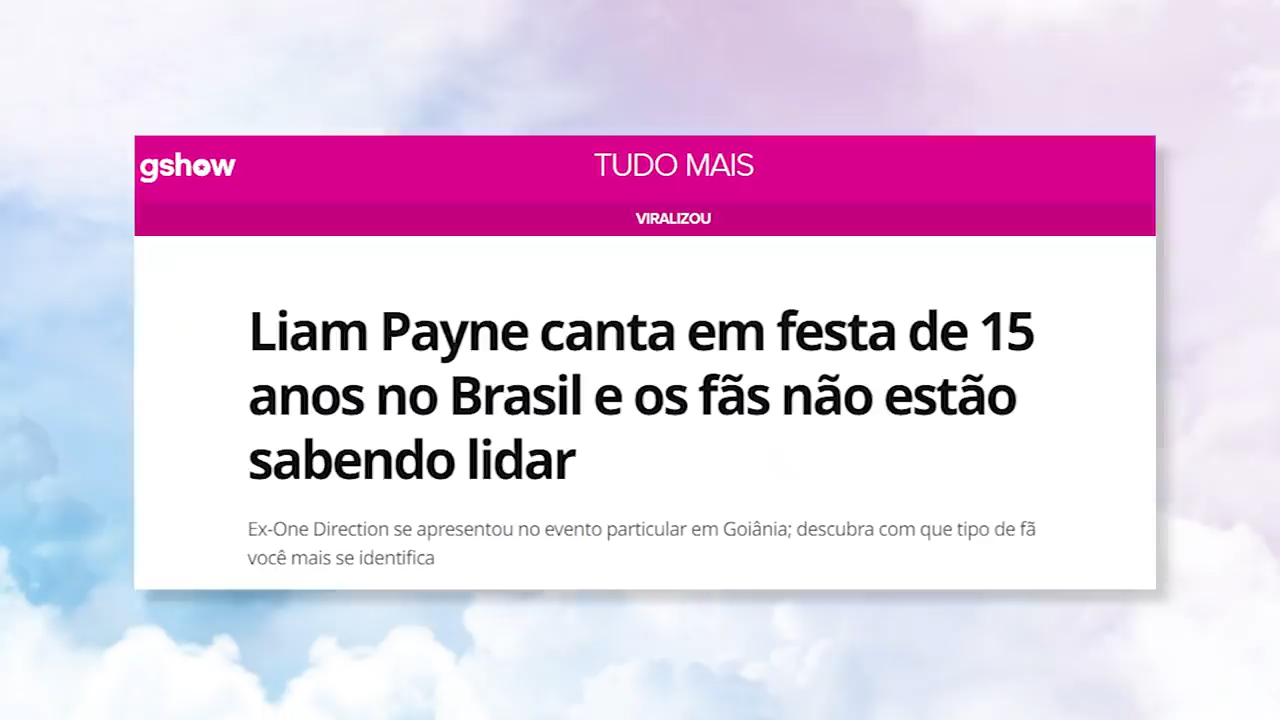 gshow
TUDO MAIS
VIRALIZOU
Liam Payne canta em festa de 15
anos no Brasil e os fãs não estão
sabendo lidar
Ex-One Direction se apresentou no evento particular em Goiânia; descubra com que tipo de fã
você mais se identifica